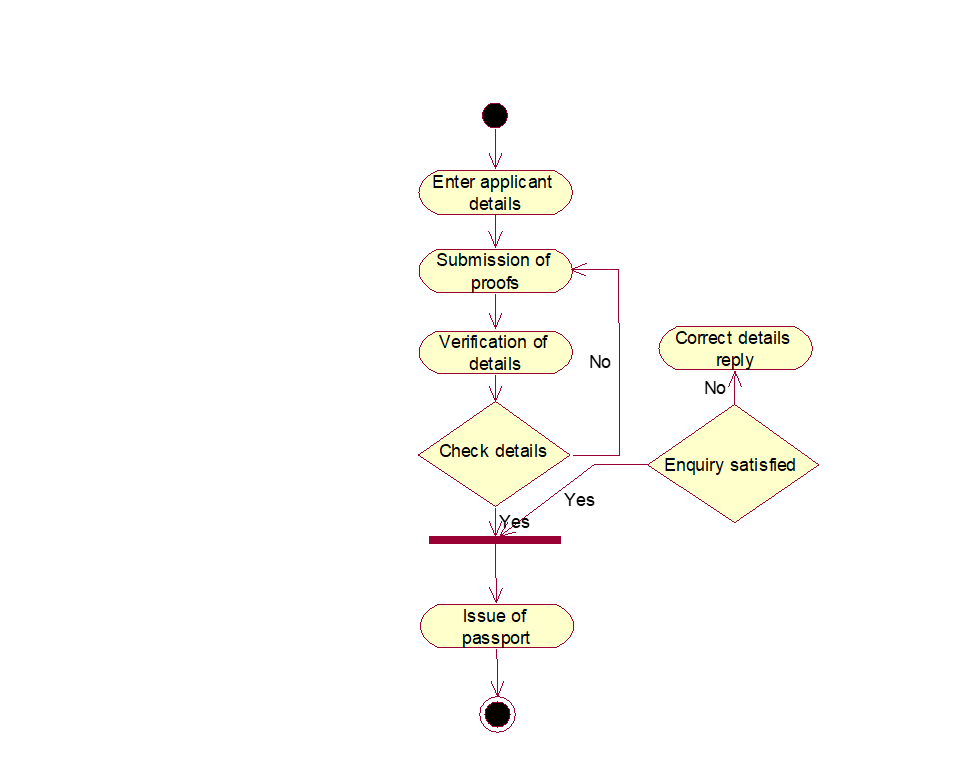 Enter applicant
details
Submission of
proofs
Verification of
details
No
Correct details
reply
No
Check details
Enquiry satisfied
Yes
Yes
Issue of
passport